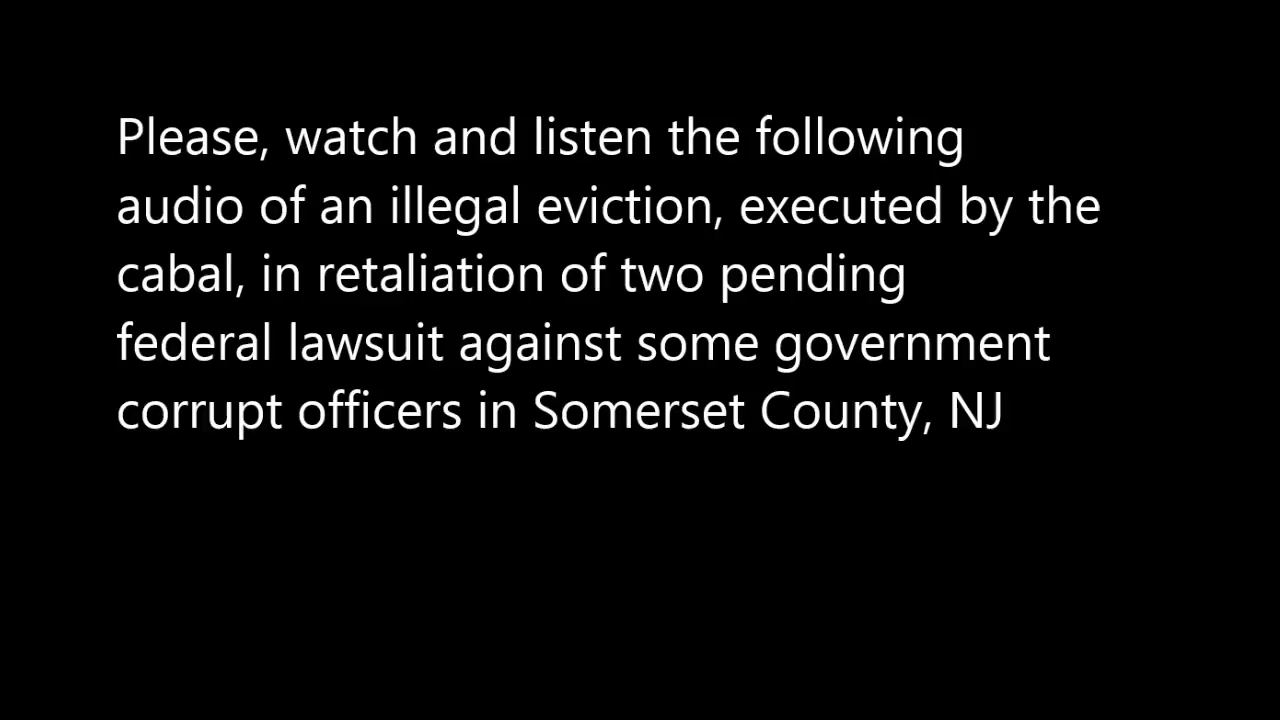 Please, watch and listen the following
audio of an illegal eviction, executed by the
cabal, in retaliation of two pending
federal lawsuit against some government
corrupt officers in Somerset County, NJ